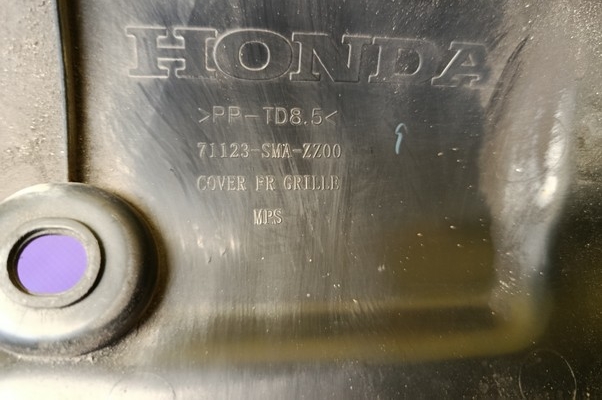 HONDA
>PP-TD8.5<
71123-SMA-ZZ00
COVER FR GRILLE
MPS